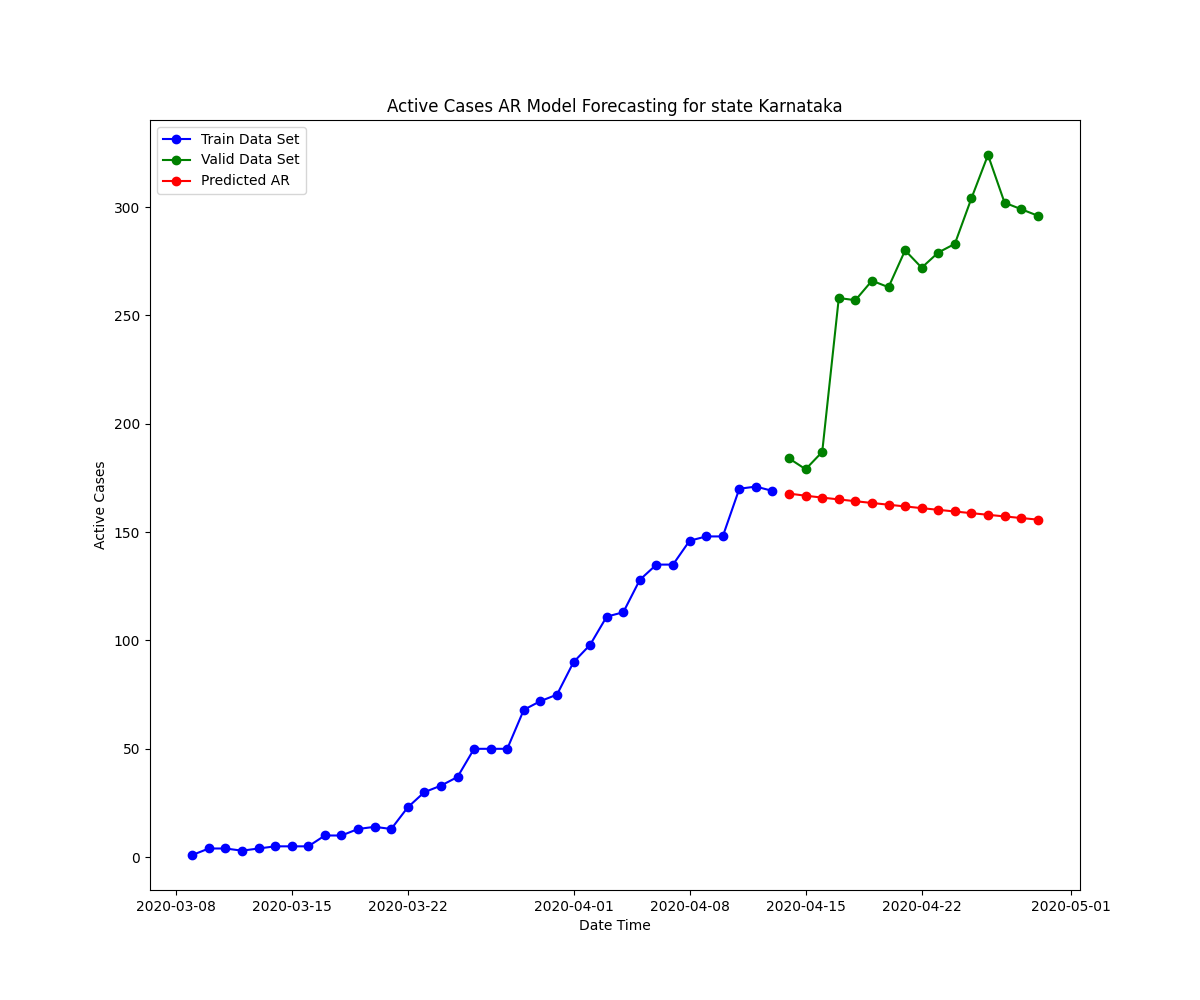 Active Cases AR Model Forecasting for state Karnataka
Train Data Set
Valid Data Set
Predicted AR
300
250
200
150
100
50
0
Active Cases
2020-03-08 2020-03-15 2020-03-22 2020-04-01 2020-04-08 2020-04-15 2020-04-22 2020-05-01
Date Time